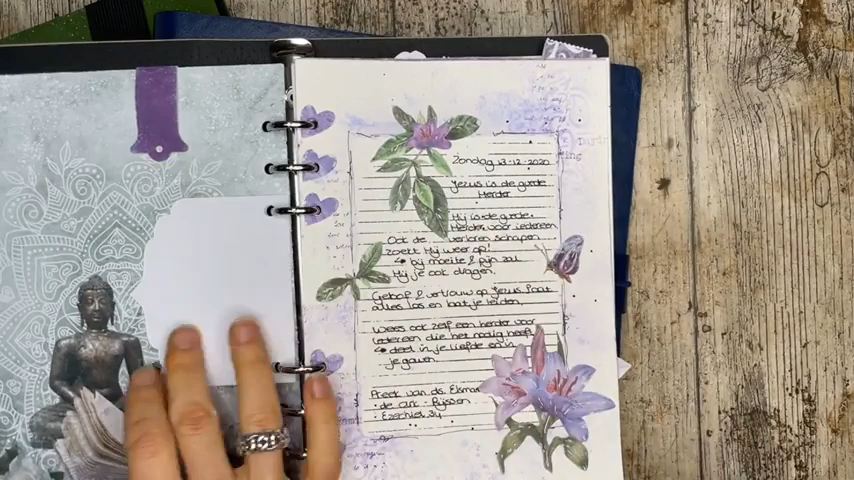 Zondag 13-12-2020
Jezus is de goede
Herder
Hij is de goede
Herder voor iedereen
Ook de verloren schapen
zoekt Hij weer op!
bij moeite & pijn zal
Hij je ook dragen.
Geloof & vertrouw op Jezus. Laat
alles los en laat je leiden.
Wees ook zelf een herder voor
iedereen die het nodig heeft
deel in je liefde en in
je gaven.
Preek van ds. Elsman
de ark - Rijssen
Ezechiël 34